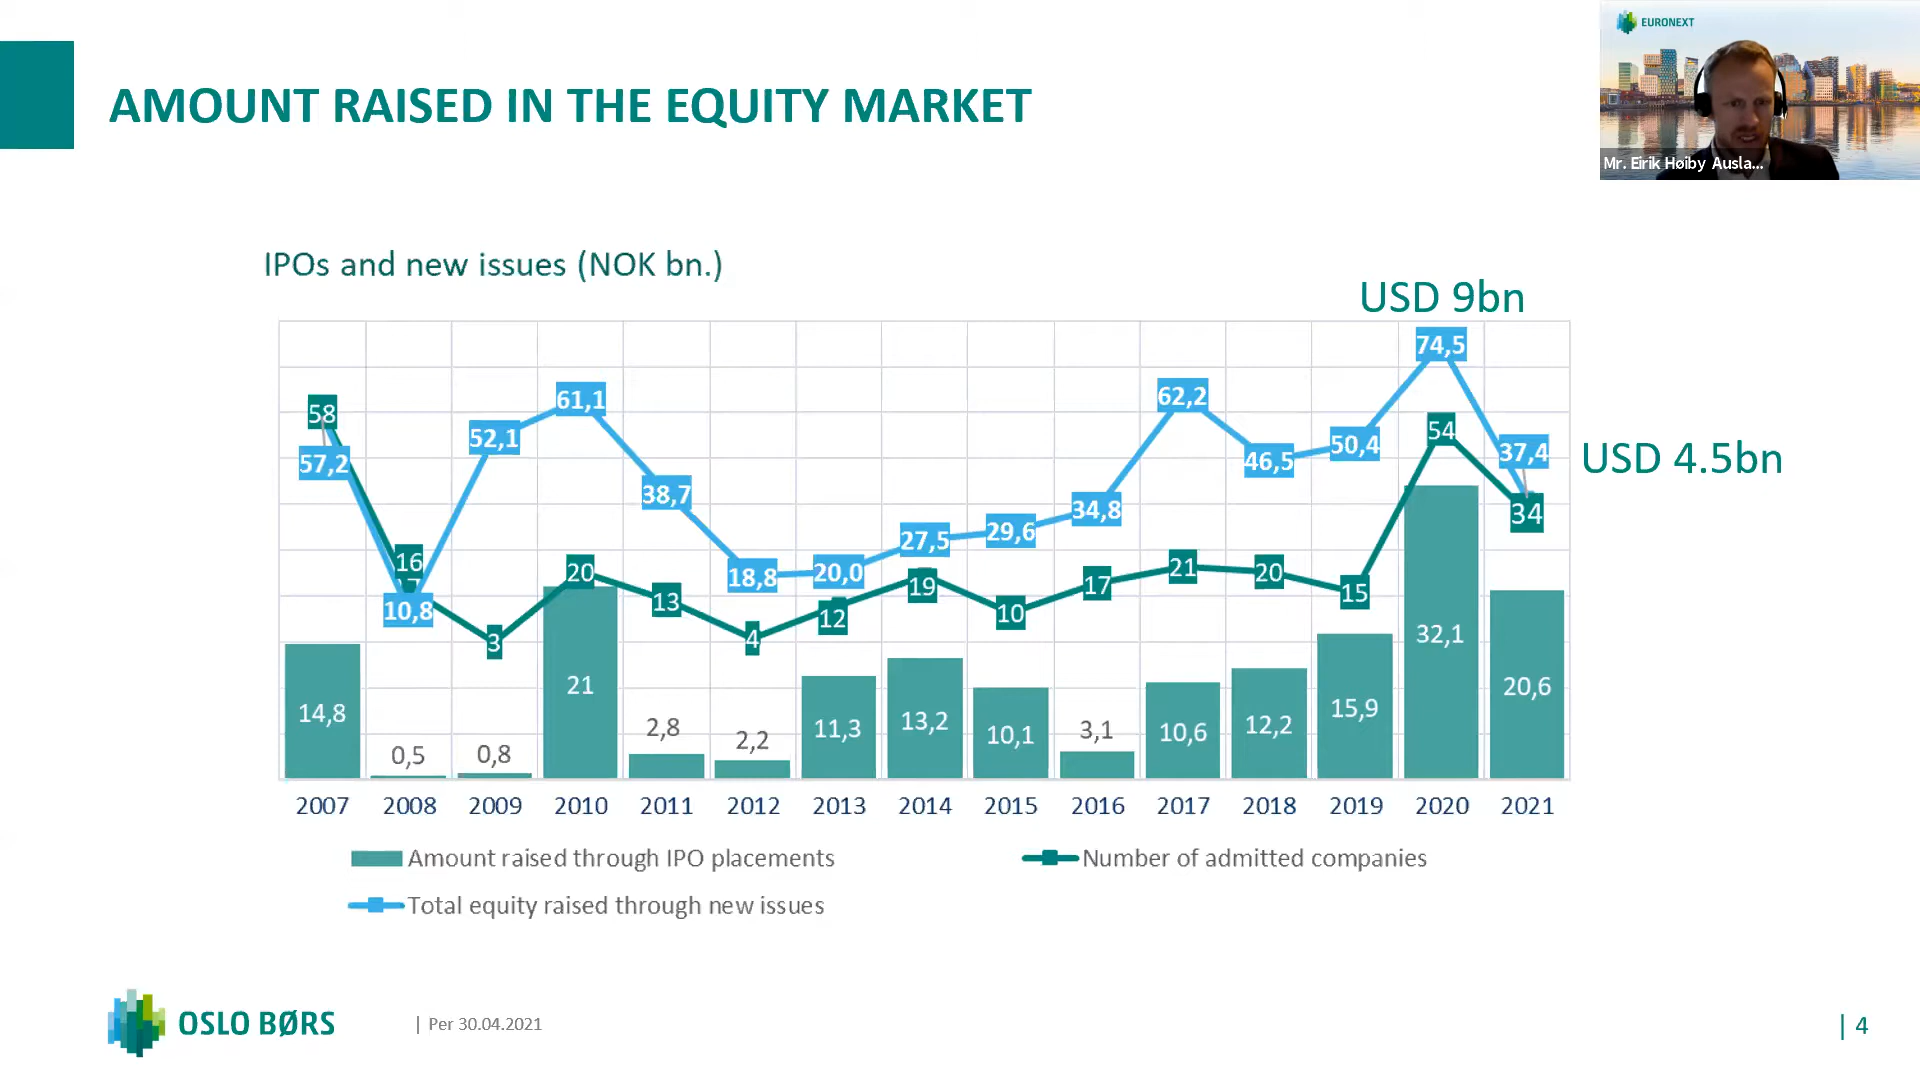 EURONEXT
Mr. Eirik Høiby Ausla...
AMOUNT RAISED IN THE EQUITY MARKET
IPOs and new issues (NOK bn.)
USD 9bn
USD 4.5bn
58 16 3 20 13 4 12 19 10 17 21 20 15 54 34
57,2 10,8 52,1 61,1 38,7 18,8 20,0 27,5 29,6 34,8 62,2 46,5 50,4 74,5 37,4
14,8 0,5 0,8 21 2,8 2,2 11,3 13,2 10,1 3,1 10,6 12,2 15,9 32,1 20,6
2007 2008 2009 2010 2011 2012 2013 2014 2015 2016 2017 2018 2019 2020 2021
Amount raised through IPO placements
Number of admitted companies
Total equity raised through new issues
OSLO BØRS
| Per 30.04.2021
| 4